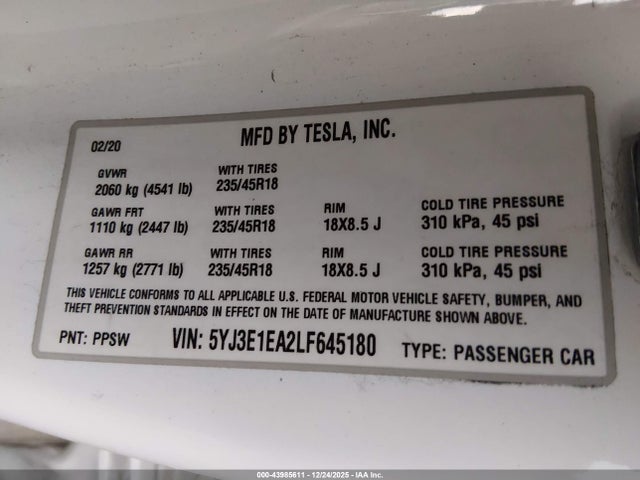 02/20 MFD BY TESLA, INC.
GVWR WITH TIRES
2060 kg (4541 lb) 235/45R18
GAWR FRT WITH TIRES RIM COLD TIRE PRESSURE
1110 kg (2447 lb) 235/45R18 18X8.5 J 310 kPa, 45 psi
GAWR RR WITH TIRES RIM COLD TIRE PRESSURE
1257 kg (2771 lb) 235/45R18 18X8.5 J 310 kPa, 45 psi
THIS VEHICLE CONFORMS TO ALL APPLICABLE U.S. FEDERAL MOTOR VEHICLE SAFETY, BUMPER, AND
THEFT PREVENTION STANDARDS IN EFFECT ON THE DATE OF MANUFACTURE SHOWN ABOVE.
PNT: PPSW VIN: 5YJ3E1EA2LF645180 TYPE: PASSENGER CAR
000-43985611 - 12/24/2025 - IAA Inc.